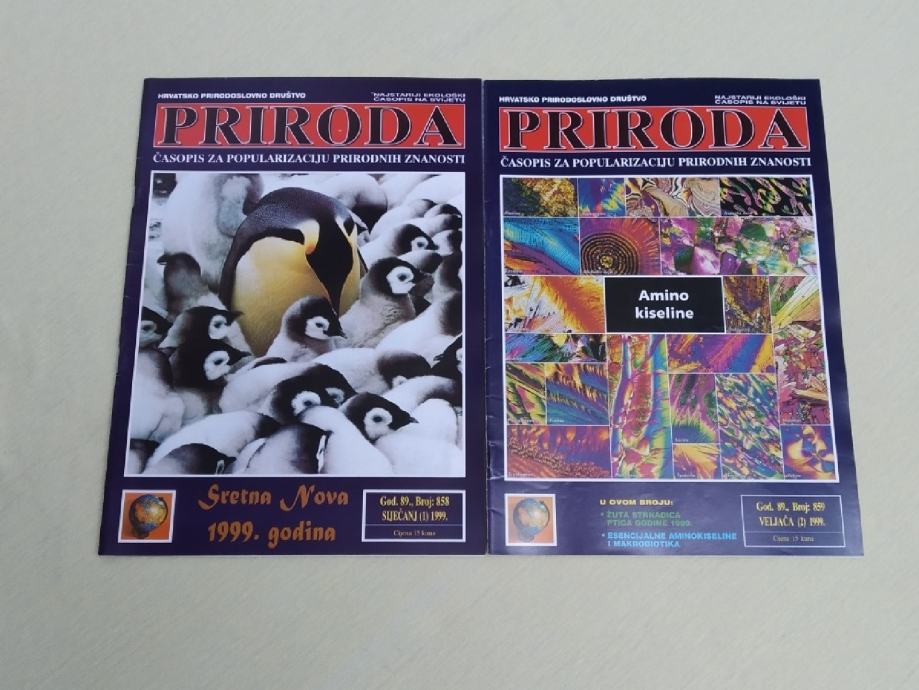 HRVATSKO PRIRODOSLOVNO DRUŠTVO
NAJSTARIJI EKOLOŠKI
ČASOPIS NA SVIJETU
PRIRODA
ČASOPIS ZA POPULARIZACIJU PRIRODNIH ZNANOSTI
Sretna Nova
1999. godina
God. 89., Broj: 858
SIJEČANJ (1) 1999.
Cijena 15 kuna
HRVATSKO PRIRODOSLOVNO DRUŠTVO
NAJSTARIJI EKOLOŠKI
ČASOPIS NA SVIJETU
PRIRODA
ČASOPIS ZA POPULARIZACIJU PRIRODNIH ZNANOSTI
Amino
kiseline
U OVOM BROJU:
• ŽUTA STRNADICA
PTICA GODINE 1999.
• ESENCIJALNE AMINOKISELINE
I MAKROBIOTIKA
God. 89., Broj: 859
VELJAČA (2) 1999.
Cijena 15 kuna